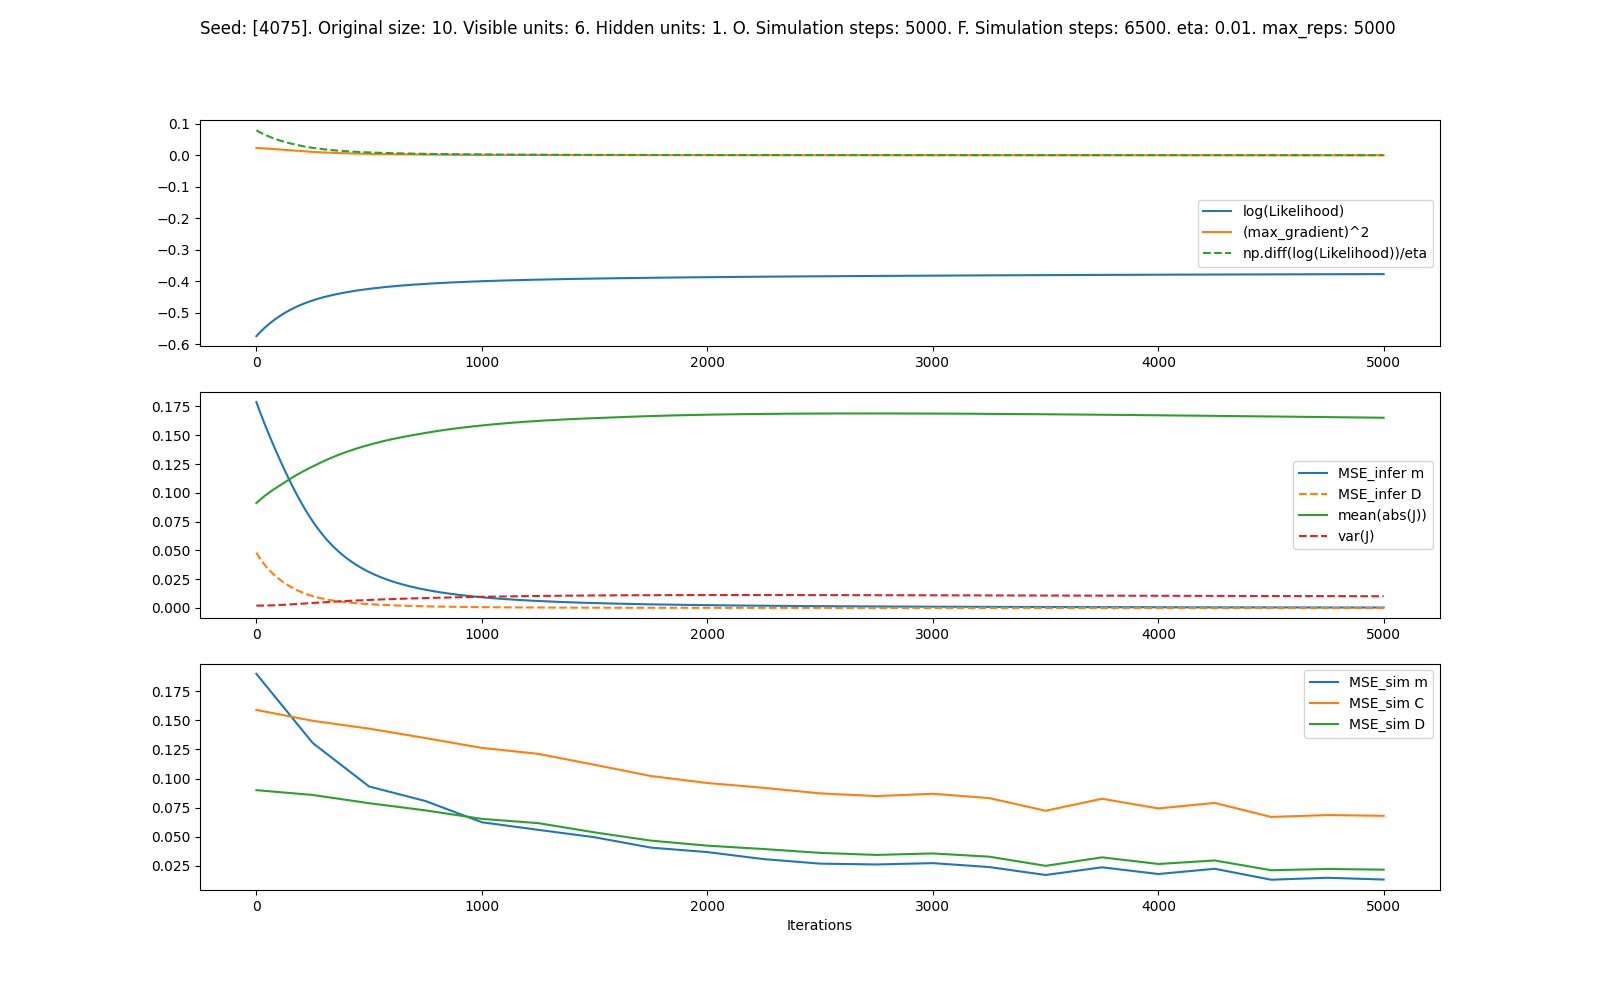 Seed: [4075]. Original size: 10. Visible units: 6. Hidden units: 1. O. Simulation steps: 5000. F. Simulation steps: 6500. eta: 0.01. max_reps: 5000
0.1
0.0
−0.1
−0.2
−0.3
−0.4
−0.5
−0.6
log(Likelihood)
(max_gradient)^2
np.diff(log(Likelihood))/eta
0 1000 2000 3000 4000 5000
0.175
0.150
0.125
0.100
0.075
0.050
0.025
0.000
MSE_infer m
MSE_infer D
mean(abs(J))
var(J)
0 1000 2000 3000 4000 5000
0.175
0.150
0.125
0.100
0.075
0.050
0.025
MSE_sim m
MSE_sim C
MSE_sim D
0 1000 2000 3000 4000 5000
Iterations